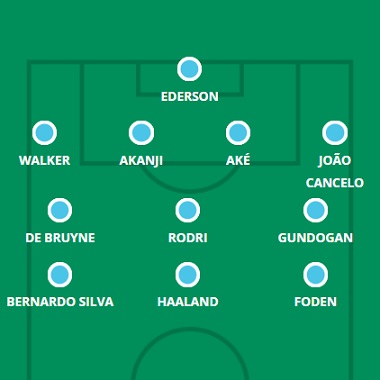 EDERSON
WALKER
AKANJI
AKÉ
JOÃO
CANCELO
DE BRUYNE
RODRI
GUNDOGAN
BERNARDO SILVA
HAALAND
FODEN